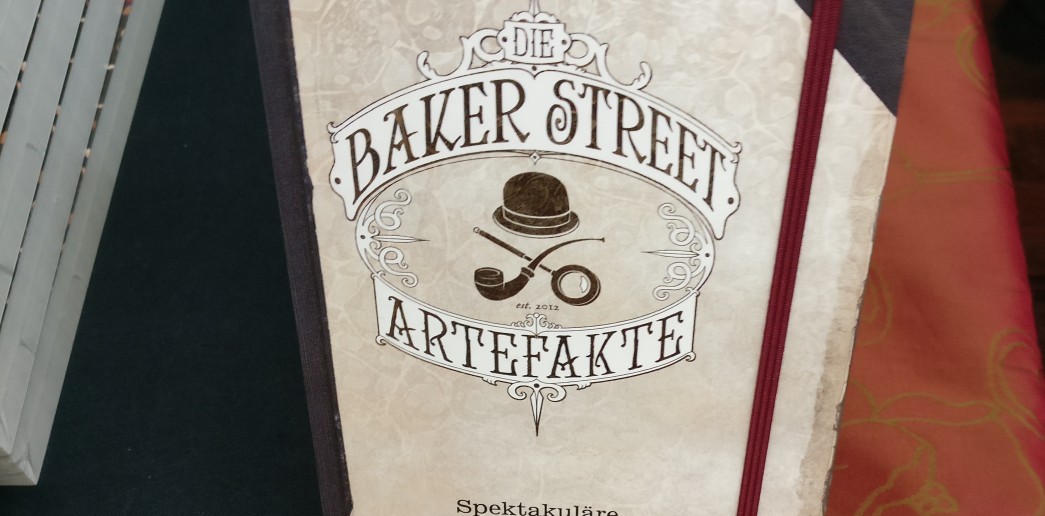 DIE
BAKER STREET
est. 2012
ARTEFAKTE
Spektakuläre